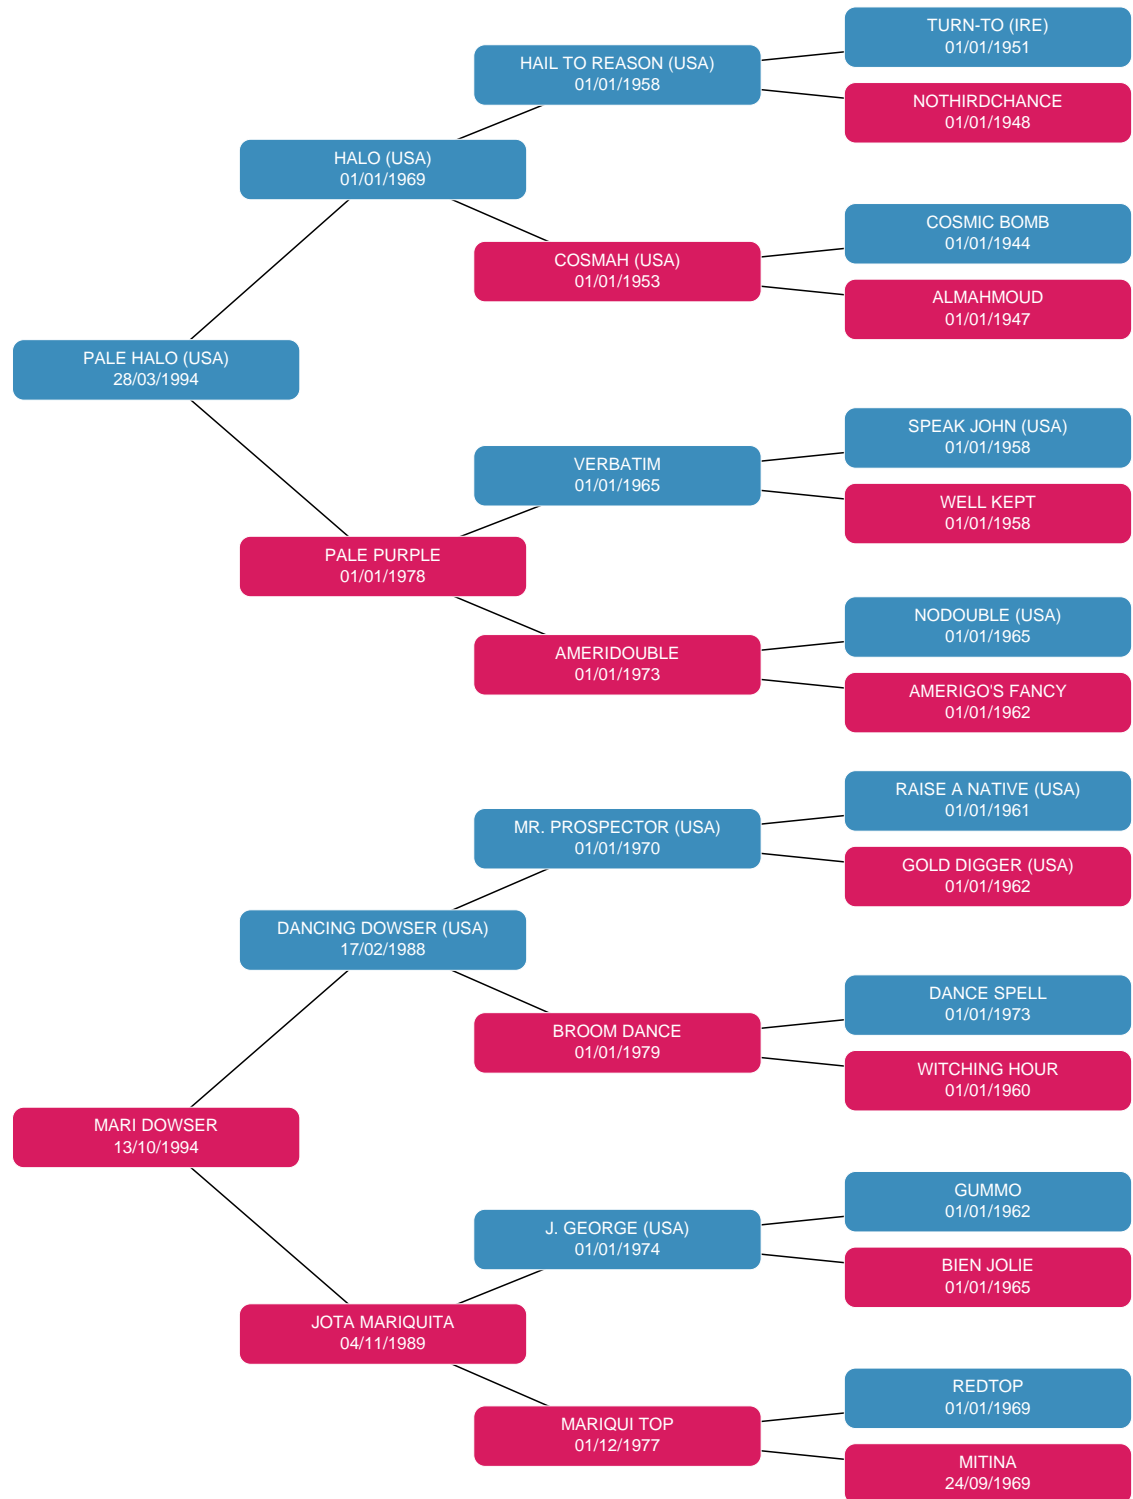 TURN-TO (IRE)
01/01/1951
HAIL TO REASON (USA)
01/01/1958
NOTHIRDCHANCE
01/01/1948
HALO (USA)
01/01/1969
COSMIC BOMB
01/01/1944
COSMAH (USA)
01/01/1953
ALMAHMOUD
01/01/1947
PALE HALO (USA)
28/03/1994
SPEAK JOHN (USA)
01/01/1958
VERBATIM
01/01/1965
WELL KEPT
01/01/1958
PALE PURPLE
01/01/1978
NODOUBLE (USA)
01/01/1965
AMERIDOUBLE
01/01/1973
AMERIGO'S FANCY
01/01/1962
RAISE A NATIVE (USA)
01/01/1961
MR. PROSPECTOR (USA)
01/01/1970
GOLD DIGGER (USA)
01/01/1962
DANCING DOWSER (USA)
17/02/1988
DANCE SPELL
01/01/1973
BROOM DANCE
01/01/1979
WITCHING HOUR
01/01/1960
MARI DOWSER
13/10/1994
GUMMO
01/01/1962
J. GEORGE (USA)
01/01/1974
BIEN JOLIE
01/01/1965
JOTA MARIQUITA
04/11/1989
REDTOP
01/01/1969
MARIQUI TOP
01/12/1977
MITINA
24/09/1969